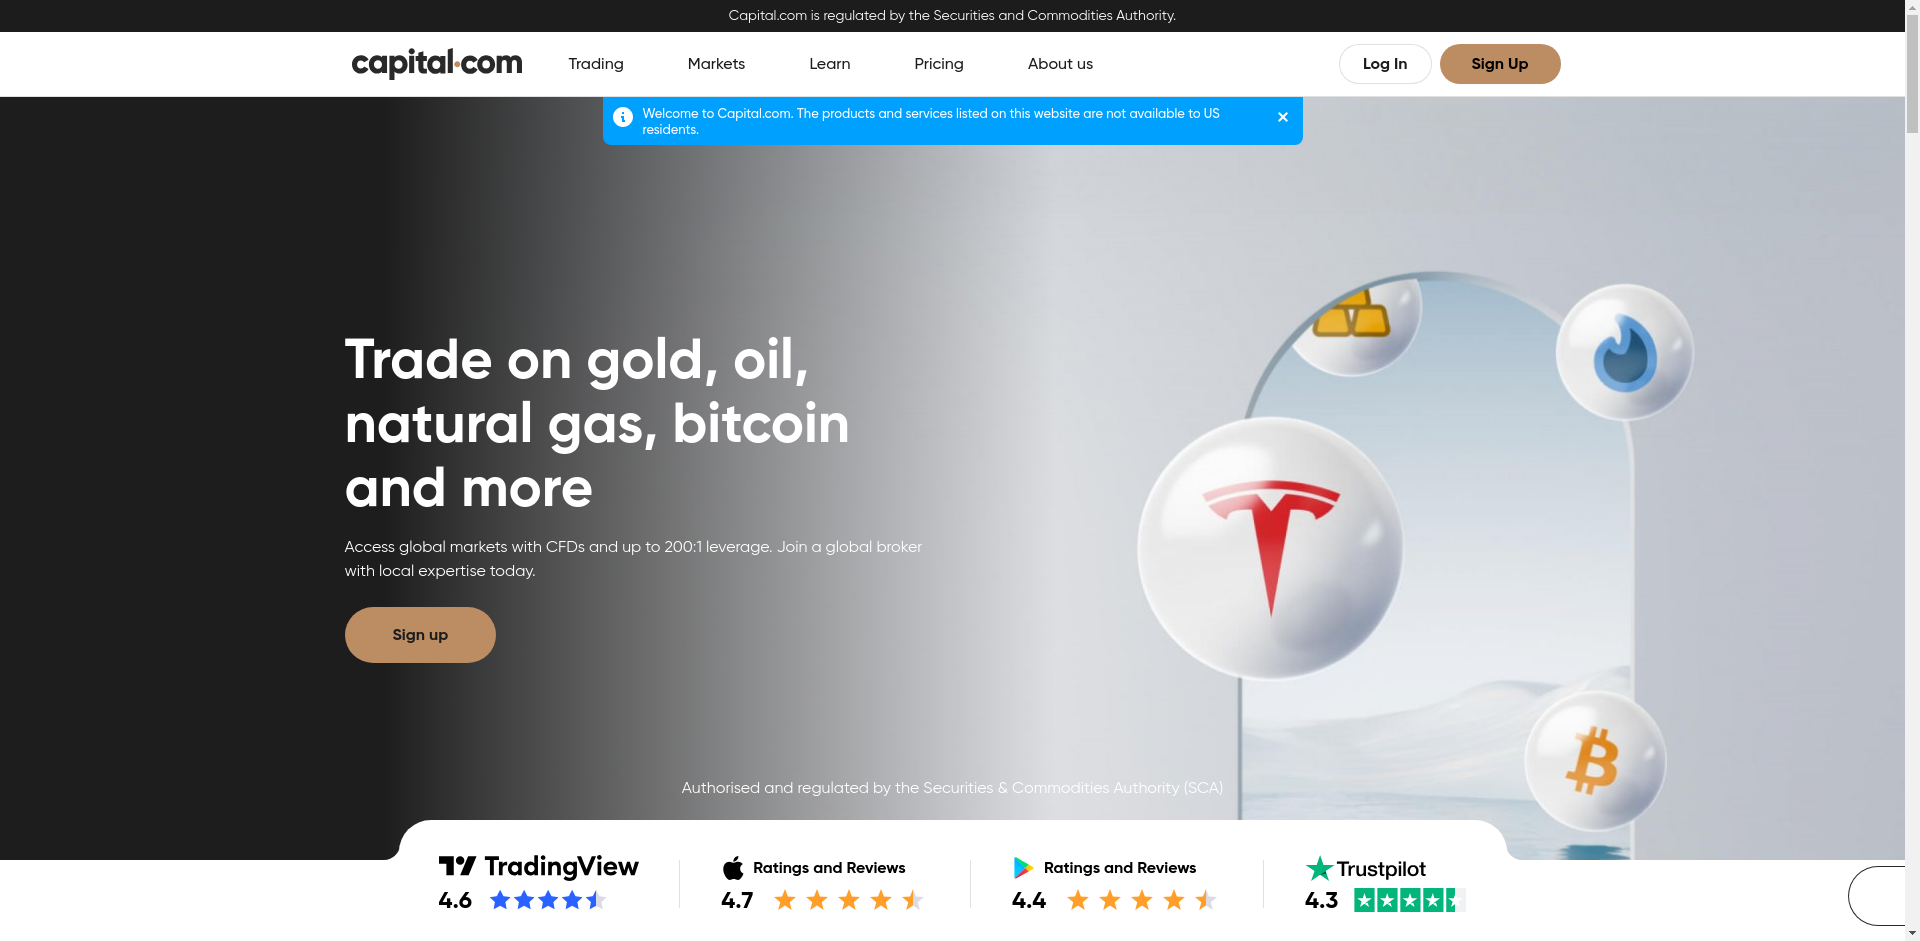 Capital.com is regulated by the Securities and Commodities Authority.
capital.com
Trading
Markets
Learn
Pricing
About us
Log In
Sign Up
Welcome to Capital.com. The products and services listed on this website are not available to US
residents.
Trade on gold, oil,
natural gas, bitcoin
and more
Access global markets with CFDs and up to 200:1 leverage. Join a global broker
with local expertise today.
Sign up
Authorised and regulated by the Securities & Commodities Authority (SCA)
TradingView
4.6
Ratings and Reviews
4.7
Ratings and Reviews
4.4
Trustpilot
4.3